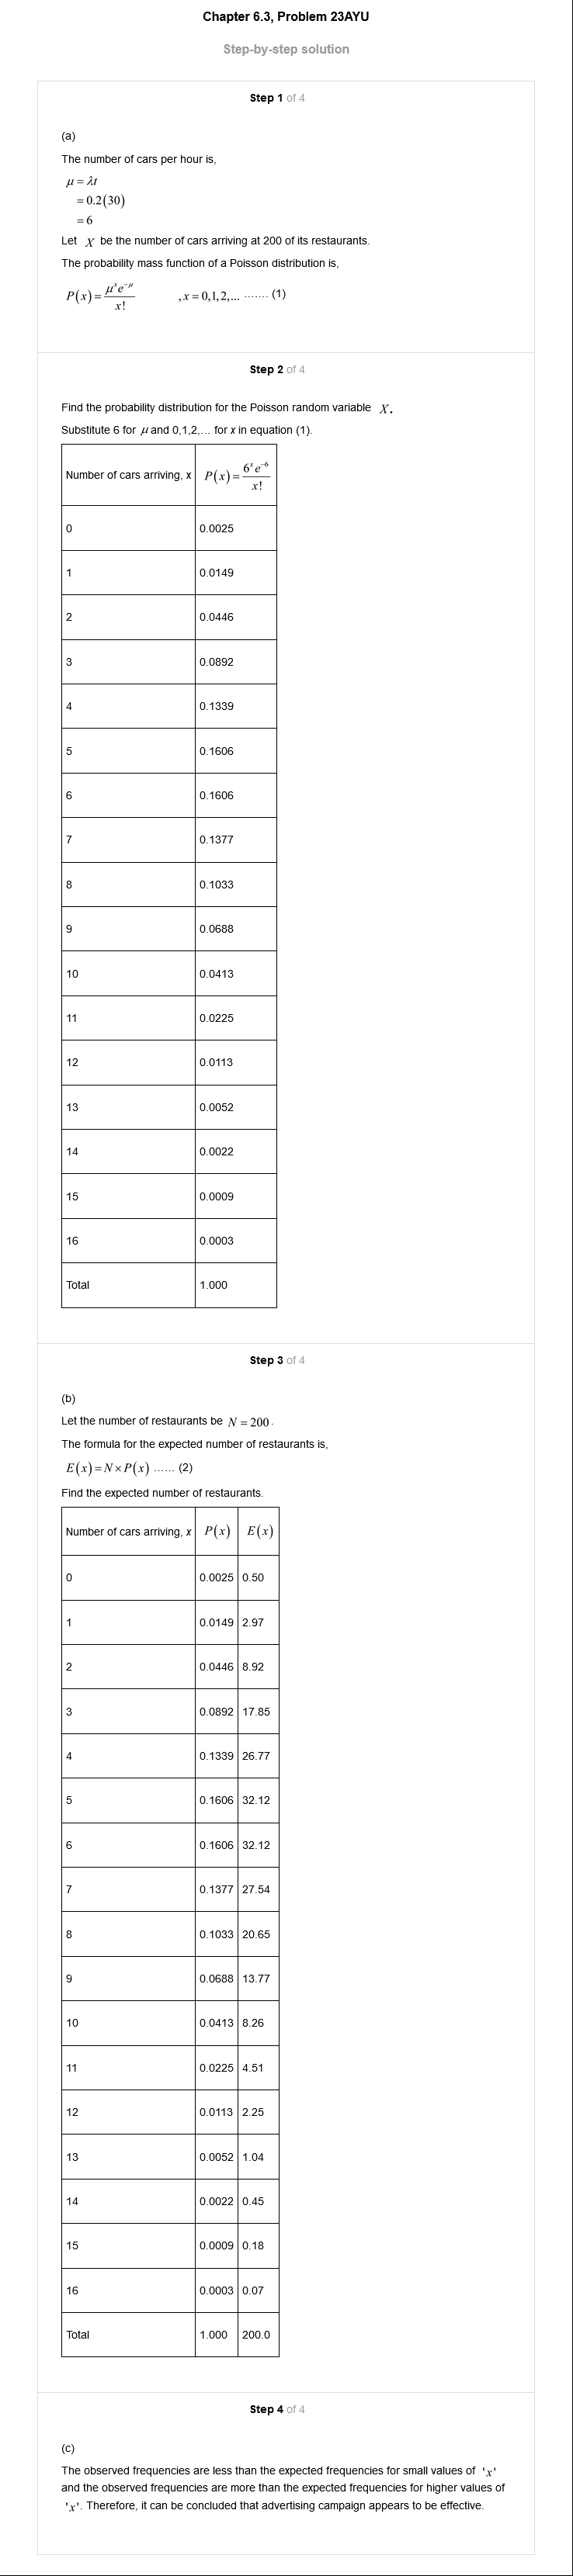 Chapter 6.3, Problem 23AYU
Step-by-step solution
Step 1 of 4
(a)
The number of cars per hour is,
μ = λt
= 0.2(30)
= 6
Let X be the number of cars arriving at 200 of its restaurants.
The probability mass function of a Poisson distribution is,
P(x) = μˣe⁻μ / x! , x = 0,1,2,... ....... (1)
Step 2 of 4
Find the probability distribution for the Poisson random variable X.
Substitute 6 for μ and 0,1,2,... for x in equation (1).
Number of cars arriving, x P(x) = 6ˣe⁻⁶ / x!
0 0.0025
1 0.0149
2 0.0446
3 0.0892
4 0.1339
5 0.1606
6 0.1606
7 0.1377
8 0.1033
9 0.0688
10 0.0413
11 0.0225
12 0.0113
13 0.0052
14 0.0022
15 0.0009
16 0.0003
Total 1.000
Step 3 of 4
(b)
Let the number of restaurants be N = 200.
The formula for the expected number of restaurants is,
E(x) = N × P(x) ...... (2)
Find the expected number of restaurants.
Number of cars arriving, x P(x) E(x)
0 0.0025 0.50
1 0.0149 2.97
2 0.0446 8.92
3 0.0892 17.85
4 0.1339 26.77
5 0.1606 32.12
6 0.1606 32.12
7 0.1377 27.54
8 0.1033 20.65
9 0.0688 13.77
10 0.0413 8.26
11 0.0225 4.51
12 0.0113 2.25
13 0.0052 1.04
14 0.0022 0.45
15 0.0009 0.18
16 0.0003 0.07
Total 1.000 200.0
Step 4 of 4
(c)
The observed frequencies are less than the expected frequencies for small values of 'x'
and the observed frequencies are more than the expected frequencies for higher values of
'x'. Therefore, it can be concluded that advertising campaign appears to be effective.